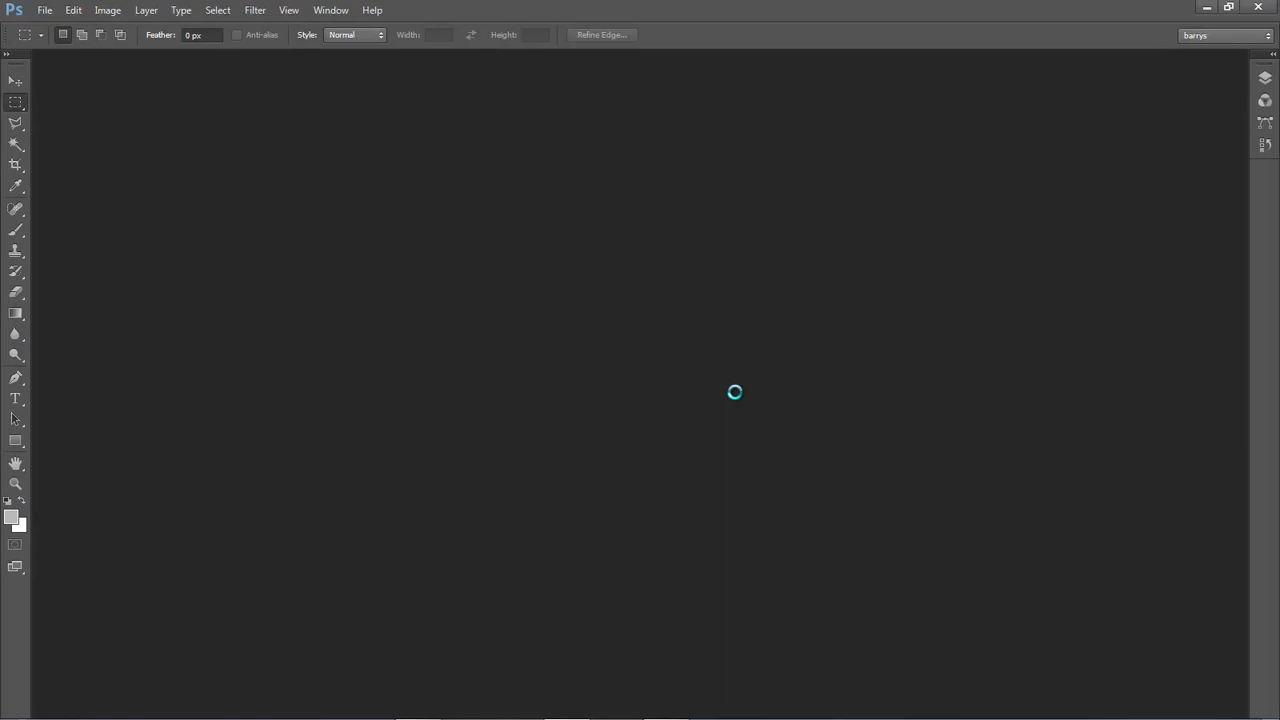 Ps File Edit Image Layer Type Select Filter View Window Help
Feather: 0 px Anti-alias Style: Normal Width: Height: Refine Edge... barrys
T